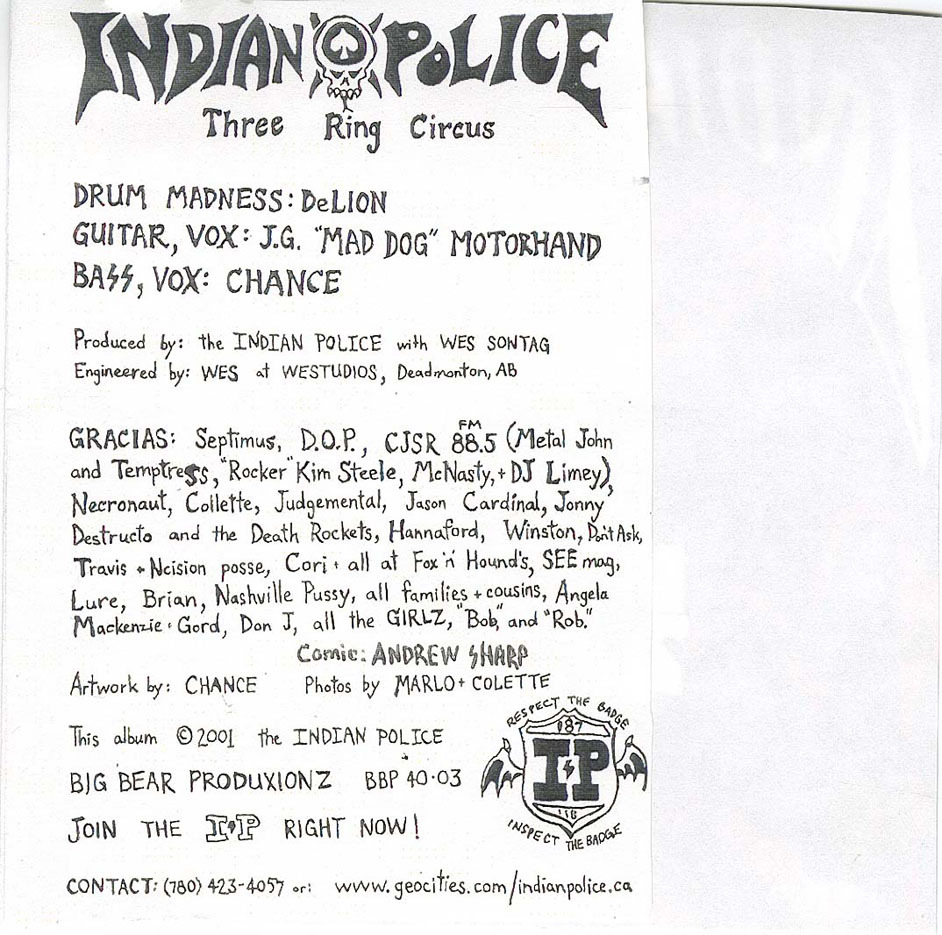 INDIAN POLICE
Three Ring Circus
DRUM MADNESS: DeLION
GUITAR, VOX: J.G. "MAD DOG" MOTORHAND
BASS, VOX: CHANCE
Produced by: the INDIAN POLICE with WES SONTAG
Engineered by: WES at WESTUDIOS, Deadmonton, AB
GRACIAS: Septimus, D.O.P., CJSR FM 88.5 (Metal John
and Temptress, "Rocker" Kim Steele, McNasty, + DJ Limey),
Necronaut, Collette, Judgemental, Jason Cardinal, Jonny
Destructo and the Death Rockets, Hannaford, Winston, Don't Ask,
Travis + Ncision posse, Cori + all at Fox 'n' Hound's, SEE mag,
Lure, Brian, Nashville Pussy, all families + cousins, Angela
Mackenzie + Gord, Don J, all the GIRLZ, "Bob," and "Rob."
Comic: ANDREW SHARP
Artwork by: CHANCE Photos by MARLO + COLETTE
This album © 2001 the INDIAN POLICE
BIG BEAR PRODUXIONZ BBP 40·03
JOIN THE I P RIGHT NOW!
RESPECT THE BADGE
187
I P
INSPECT THE BADGE
CONTACT: (780) 423-4057 or: www.geocities.com/indianpolice.ca